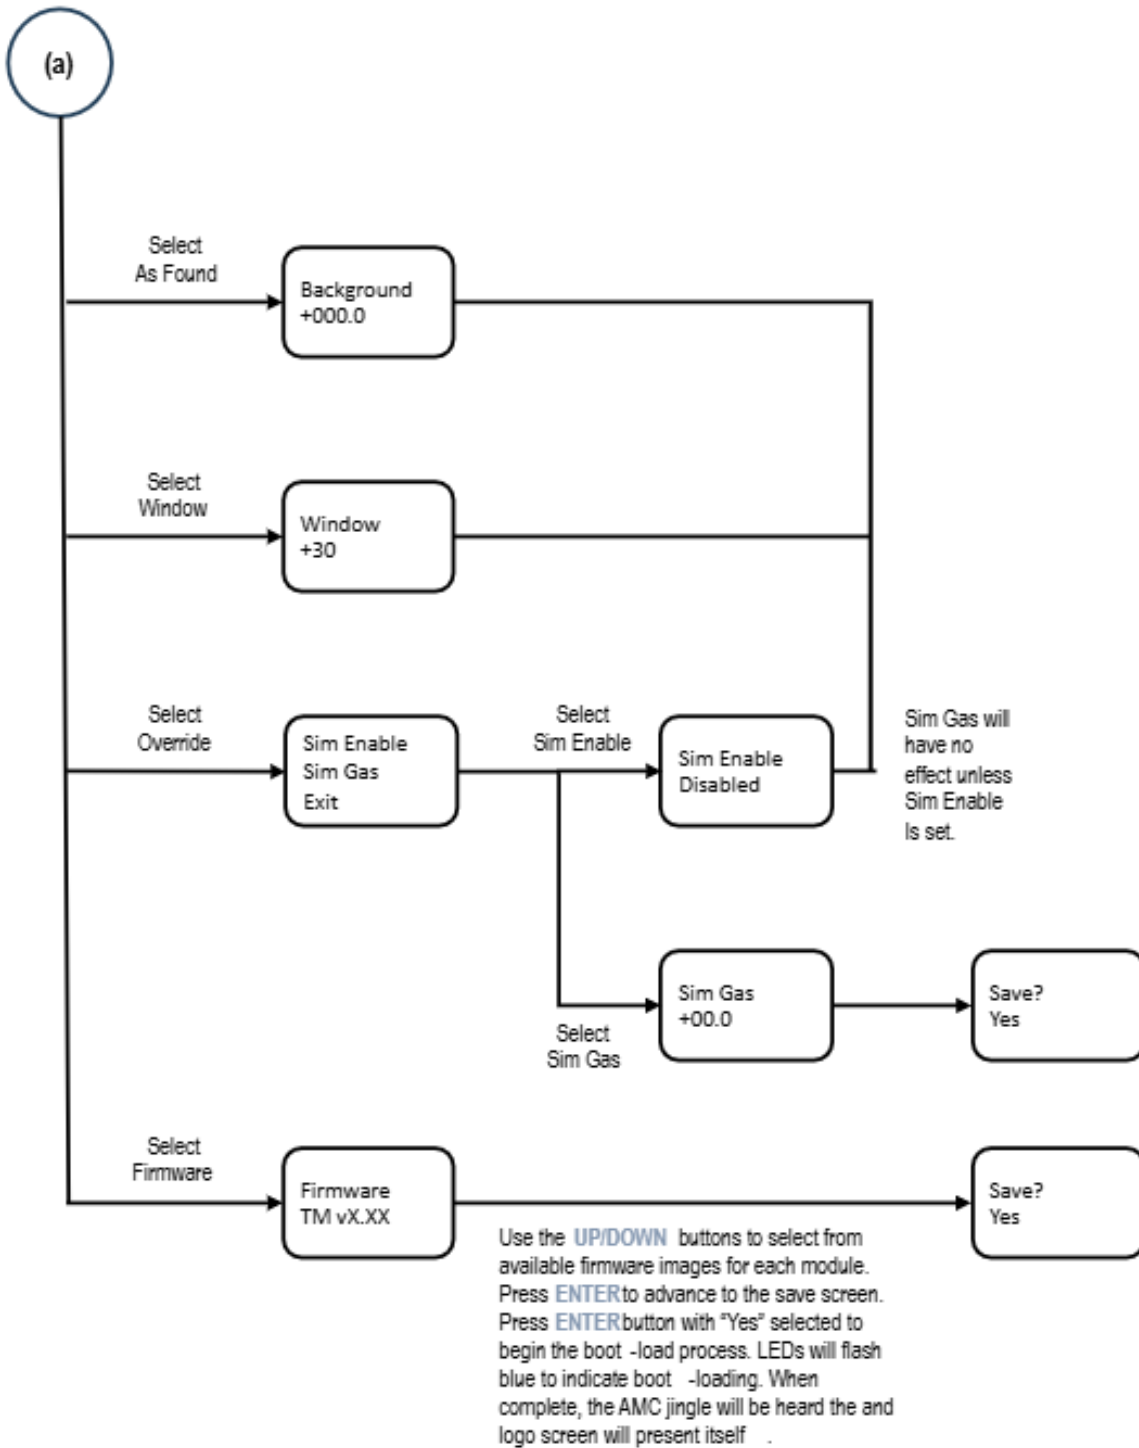 (a)
Select
As Found
Background
+000.0
Select
Window
Window
+30
Select
Override
Sim Enable
Sim Gas
Exit
Select
Sim Enable
Sim Enable
Disabled
Sim Gas will
have no
effect unless
Sim Enable
Is set.
Select
Sim Gas
Sim Gas
+00.0
Save?
Yes
Select
Firmware
Firmware
TM vX.XX
Save?
Yes
Use the UP/DOWN buttons to select from
available firmware images for each module.
Press ENTER to advance to the save screen.
Press ENTER button with "Yes" selected to
begin the boot -load process. LEDs will flash
blue to indicate boot -loading. When
complete, the AMC jingle will be heard the and
logo screen will present itself .